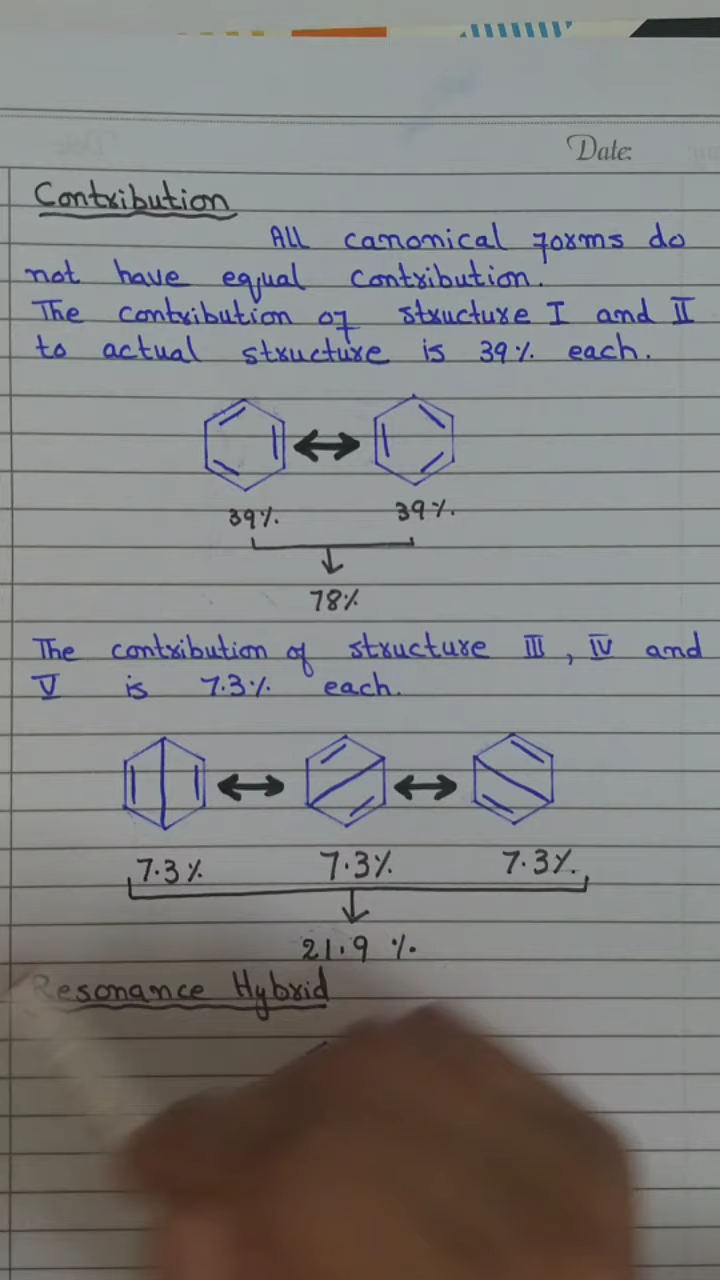 Date:
Contribution
All canonical forms do
not have equal contribution.
The contribution of structure I and II
to actual structure is 39% each.
39% 39%
78%
The contribution of structure III, IV and
V is 7.3% each.
7.3% 7.3% 7.3%
21.9 %
Resonance Hybrid